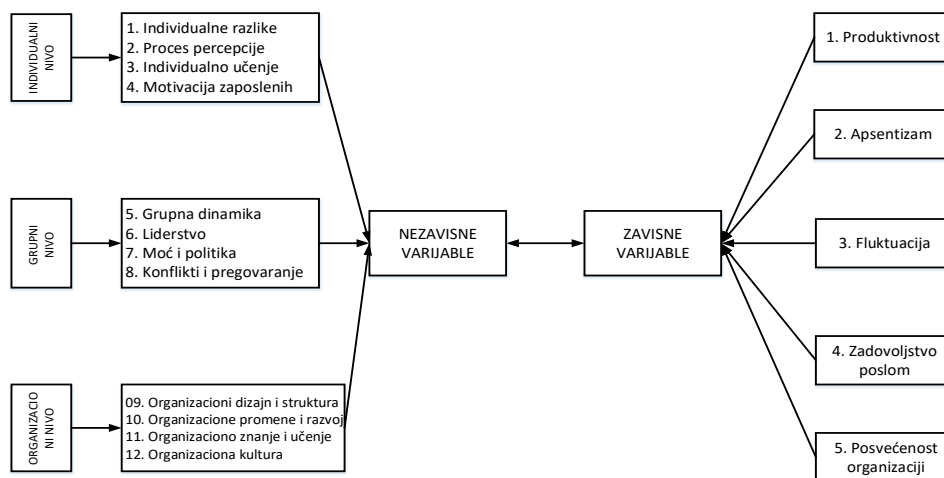 INDIVIDUALNI
NIVO
1. Individualne razlike
2. Proces percepcije
3. Individualno učenje
4. Motivacija zaposlenih
GRUPNI
NIVO
5. Grupna dinamika
6. Liderstvo
7. Moć i politika
8. Konflikti i pregovaranje
ORGANIZACIO
NI NIVO
09. Organizacioni dizajn i struktura
10. Organizacione promene i razvoj
11. Organizaciono znanje i učenje
12. Organizaciona kultura
NEZAVISNE
VARIJABLE
ZAVISNE
VARIJABLE
1. Produktivnost
2. Apsentizam
3. Fluktuacija
4. Zadovoljstvo
poslom
5. Posvećenost
organizaciji